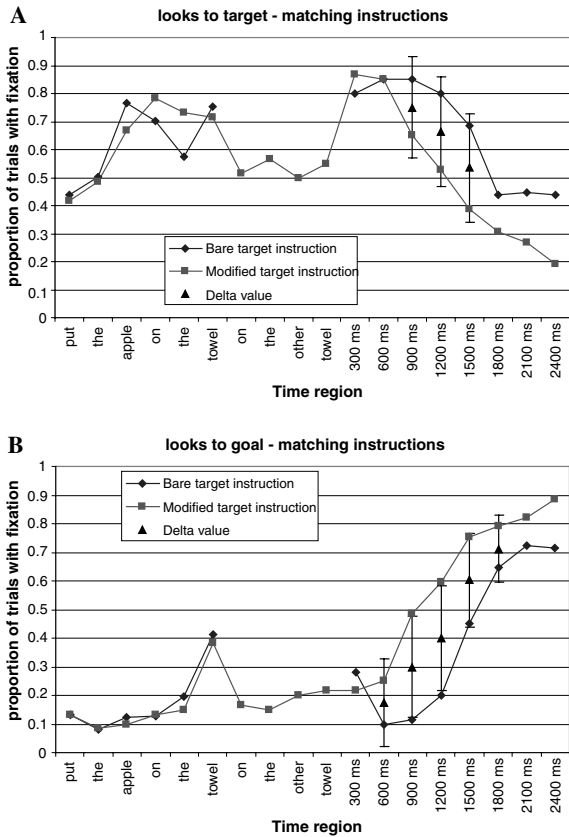 A
looks to target - matching instructions
proportion of trials with fixation
1
0.9
0.8
0.7
0.6
0.5
0.4
0.3
0.2
0.1
0
Bare target instruction
Modified target instruction
Delta value
put the apple on the towel on the other towel 300 ms 600 ms 900 ms 1200 ms 1500 ms 1800 ms 2100 ms 2400 ms
Time region
B
looks to goal - matching instructions
proportion of trials with fixation
1
0.9
0.8
0.7
0.6
0.5
0.4
0.3
0.2
0.1
0
Bare target instruction
Modified target instruction
Delta value
put the apple on the towel on the other towel 300 ms 600 ms 900 ms 1200 ms 1500 ms 1800 ms 2100 ms 2400 ms
Time region